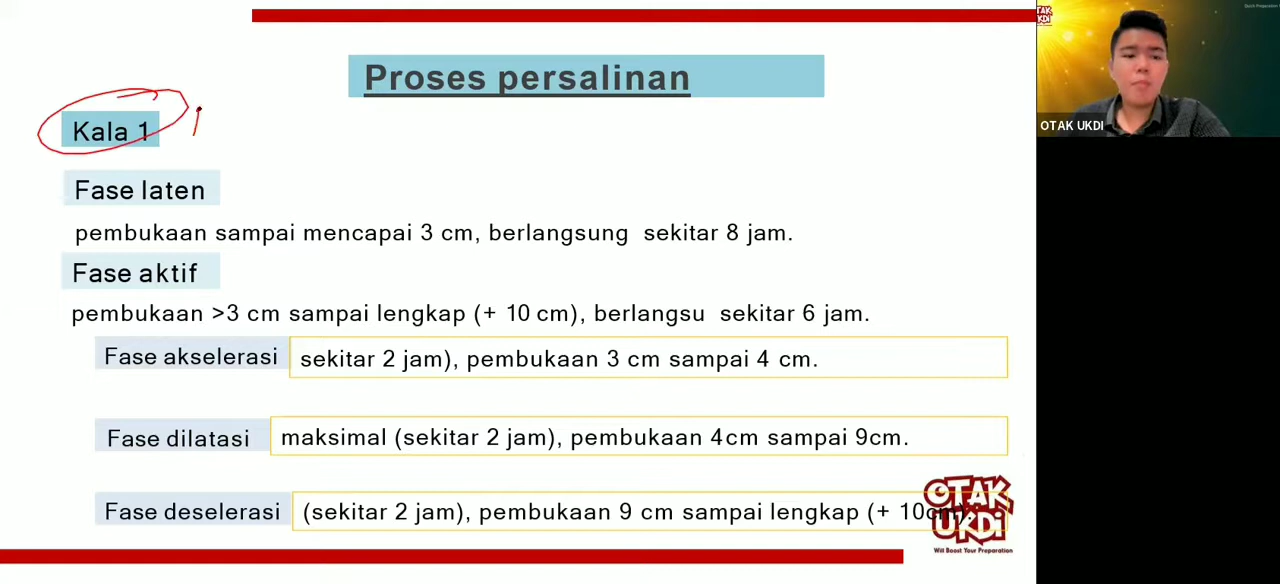 Proses persalinan
Kala 1
Fase laten
pembukaan sampai mencapai 3 cm, berlangsung sekitar 8 jam.
Fase aktif
pembukaan >3 cm sampai lengkap (+ 10 cm), berlangsu sekitar 6 jam.
Fase akselerasi sekitar 2 jam), pembukaan 3 cm sampai 4 cm.
Fase dilatasi maksimal (sekitar 2 jam), pembukaan 4cm sampai 9cm.
Fase deselerasi (sekitar 2 jam), pembukaan 9 cm sampai lengkap (+ 10cm).
OTAK
UKDI
Will Boost Your Preparation
OTAK UKDI